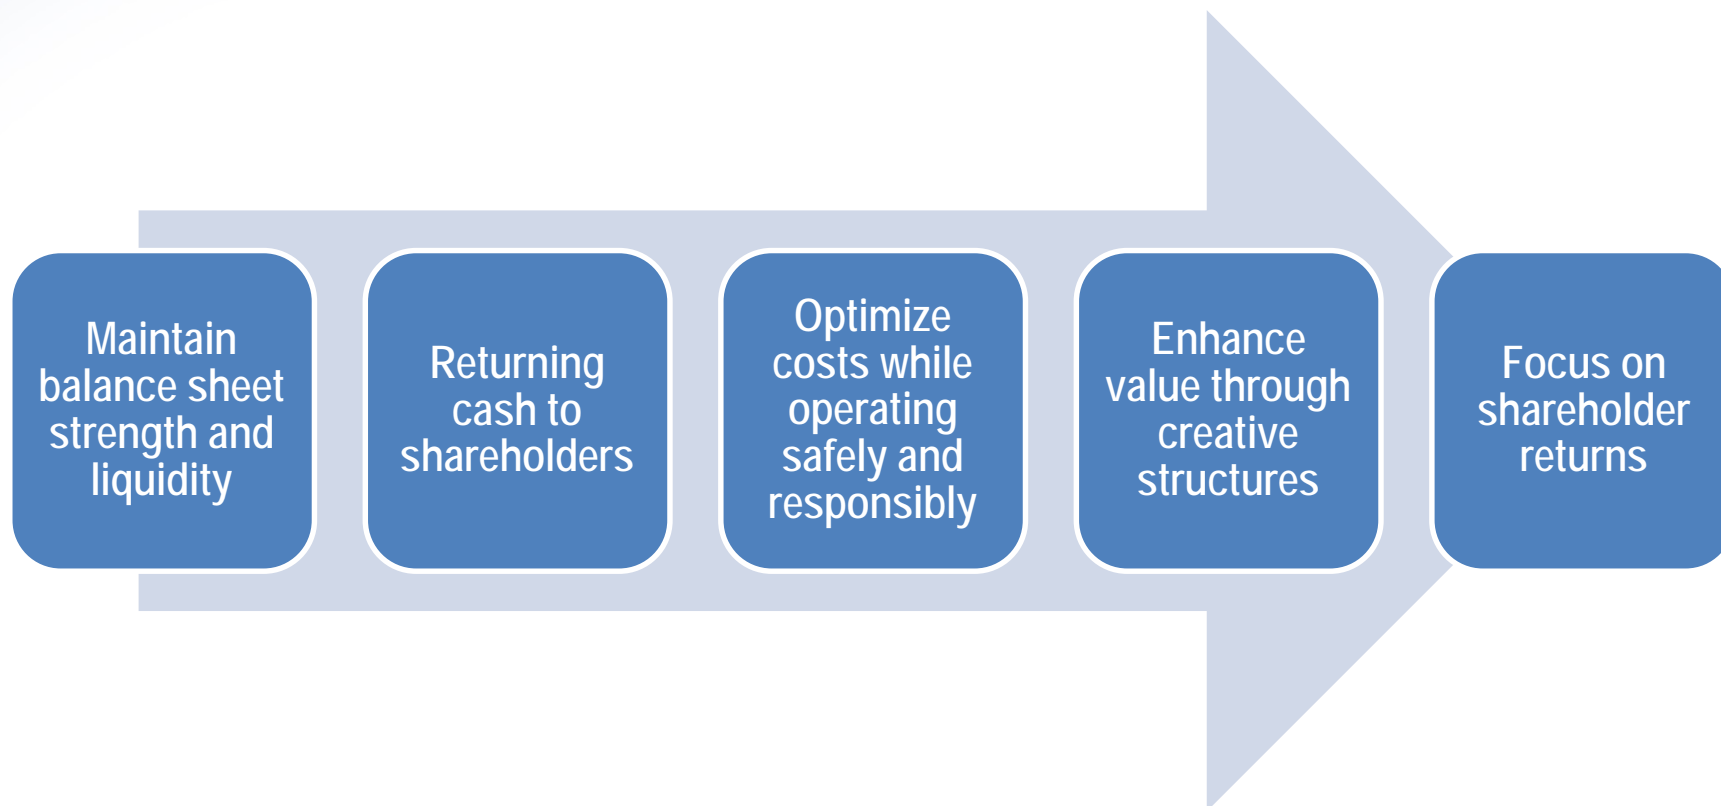 Maintain
balance sheet
strength and
liquidity
Returning
cash to
shareholders
Optimize
costs while
operating
safely and
responsibly
Enhance
value through
creative
structures
Focus on
shareholder
returns